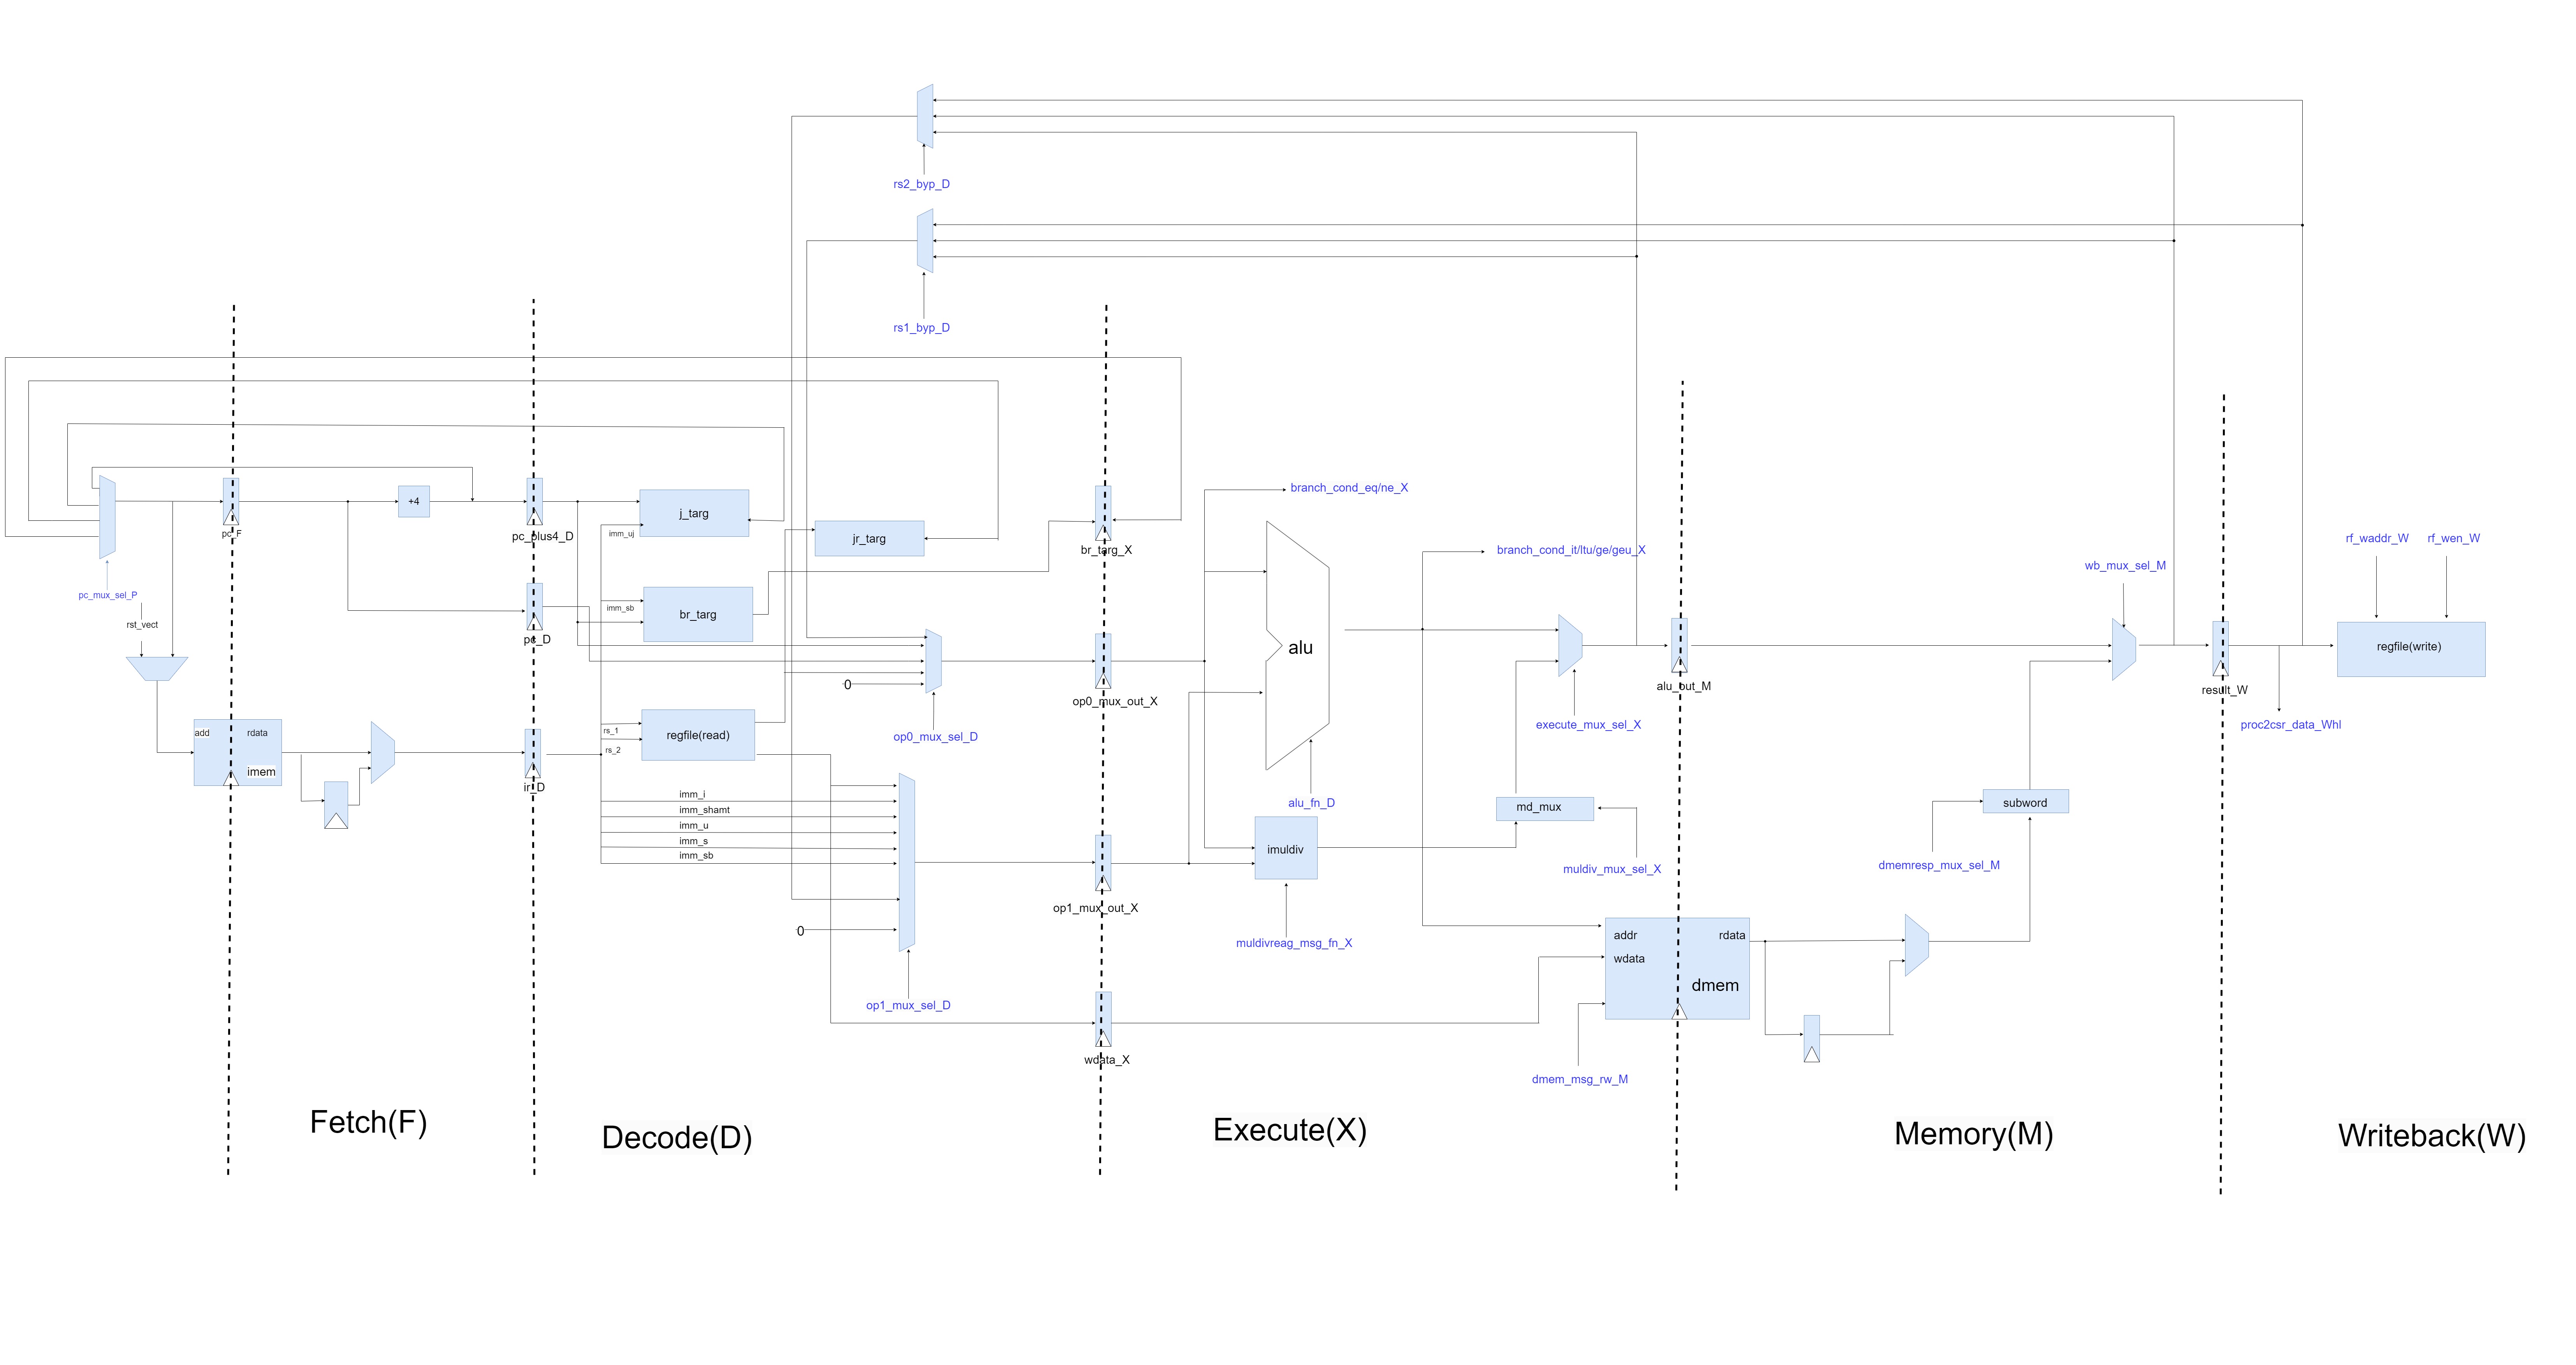 rs2_byp_D
rs1_byp_D
branch_cond_eq/ne_X
+4
j_targ
pc_F
pc_plus4_D
imm_uj
jr_targ
br_targ_X
branch_cond_it/ltu/ge/geu_X
rf_waddr_W
rf_wen_W
wb_mux_sel_M
pc_mux_sel_P
rst_vect
imm_sb
br_targ
pc_D
alu
regfile(write)
0
alu_out_M
result_W
op0_mux_out_X
execute_mux_sel_X
proc2csr_data_Whl
add
rdata
rs_1
regfile(read)
op0_mux_sel_D
rs_2
imem
ir_D
imm_i
imm_shamt
imm_u
imm_s
imm_sb
alu_fn_D
md_mux
subword
imuldiv
muldiv_mux_sel_X
dmemresp_mux_sel_M
op1_mux_out_X
0
muldivreag_msg_fn_X
addr
rdata
wdata
dmem
op1_mux_sel_D
wdata_X
dmem_msg_rw_M
Fetch(F)
Decode(D)
Execute(X)
Memory(M)
Writeback(W)